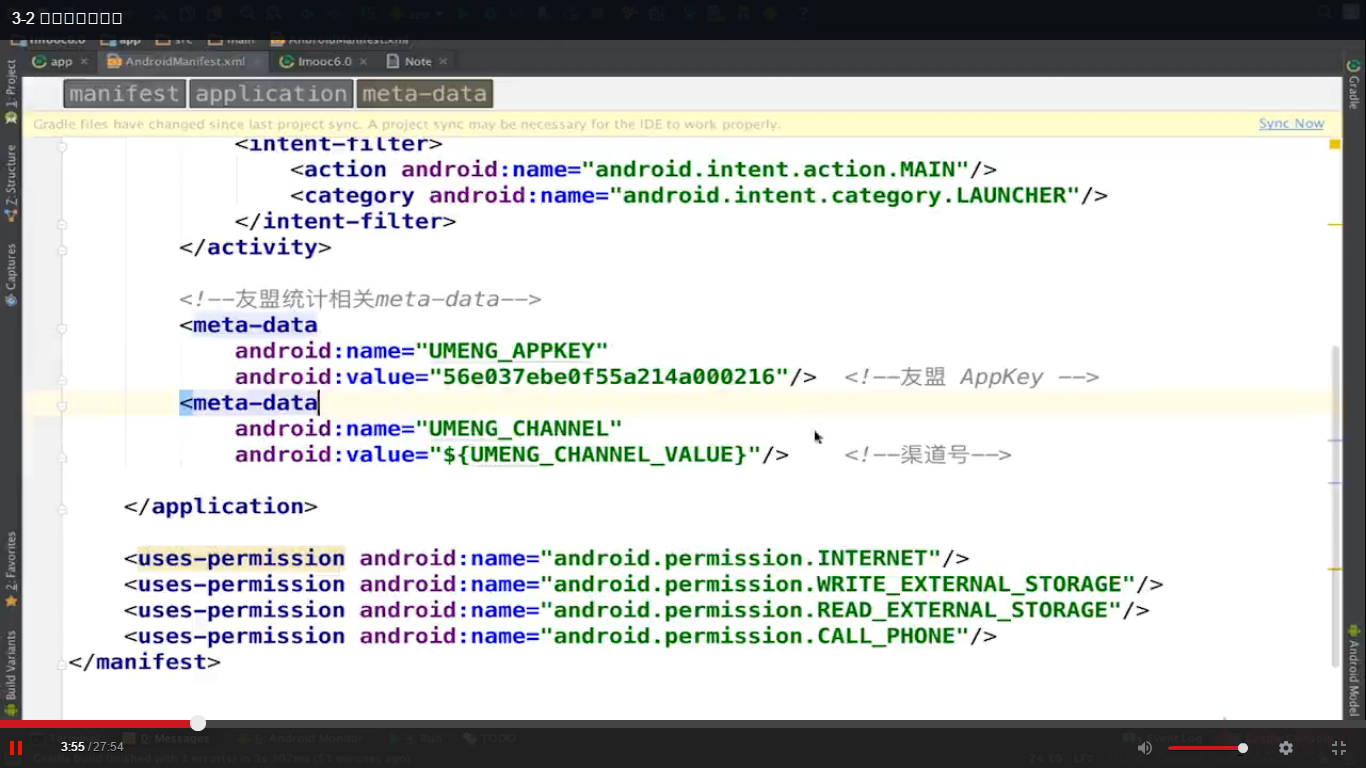 3-2
Imooc6.0 app src main AndroidManifest.xml
app AndroidManifest.xml Imooc6.0 Note
manifest application meta-data
Gradle files have changed since last project sync. A project sync may be necessary for the IDE to work properly. Sync Now
<intent-filter>
<action android:name="android.intent.action.MAIN"/>
<category android:name="android.intent.category.LAUNCHER"/>
</intent-filter>
</activity>
<!--友盟统计相关meta-data-->
<meta-data
android:name="UMENG_APPKEY"
android:value="56e037ebe0f55a214a000216"/> <!--友盟 AppKey -->
<meta-data
android:name="UMENG_CHANNEL"
android:value="${UMENG_CHANNEL_VALUE}"/> <!--渠道号-->
</application>
<uses-permission android:name="android.permission.INTERNET"/>
<uses-permission android:name="android.permission.WRITE_EXTERNAL_STORAGE"/>
<uses-permission android:name="android.permission.READ_EXTERNAL_STORAGE"/>
<uses-permission android:name="android.permission.CALL_PHONE"/>
</manifest>
1: Project
Z: Structure
Captures
2: Favorites
Build Variants
Gradle
Android Model
Terminal 0: Messages 6: Android Monitor 4: Run TODO Event Log Gradle Console
3:55 / 27:54